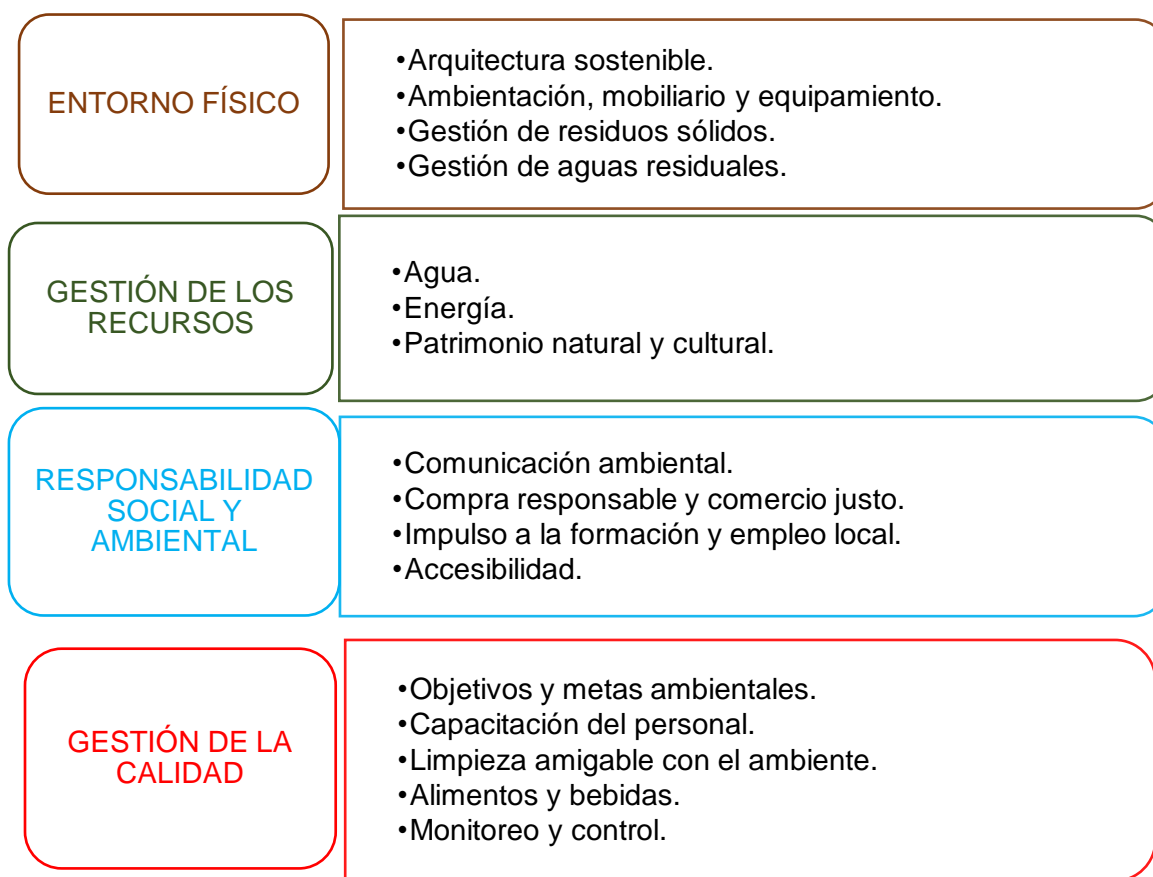 ENTORNO FÍSICO
•Arquitectura sostenible.
•Ambientación, mobiliario y equipamiento.
•Gestión de residuos sólidos.
•Gestión de aguas residuales.
GESTIÓN DE LOS
RECURSOS
•Agua.
•Energía.
•Patrimonio natural y cultural.
RESPONSABILIDAD
SOCIAL Y
AMBIENTAL
•Comunicación ambiental.
•Compra responsable y comercio justo.
•Impulso a la formación y empleo local.
•Accesibilidad.
GESTIÓN DE LA
CALIDAD
•Objetivos y metas ambientales.
•Capacitación del personal.
•Limpieza amigable con el ambiente.
•Alimentos y bebidas.
•Monitoreo y control.